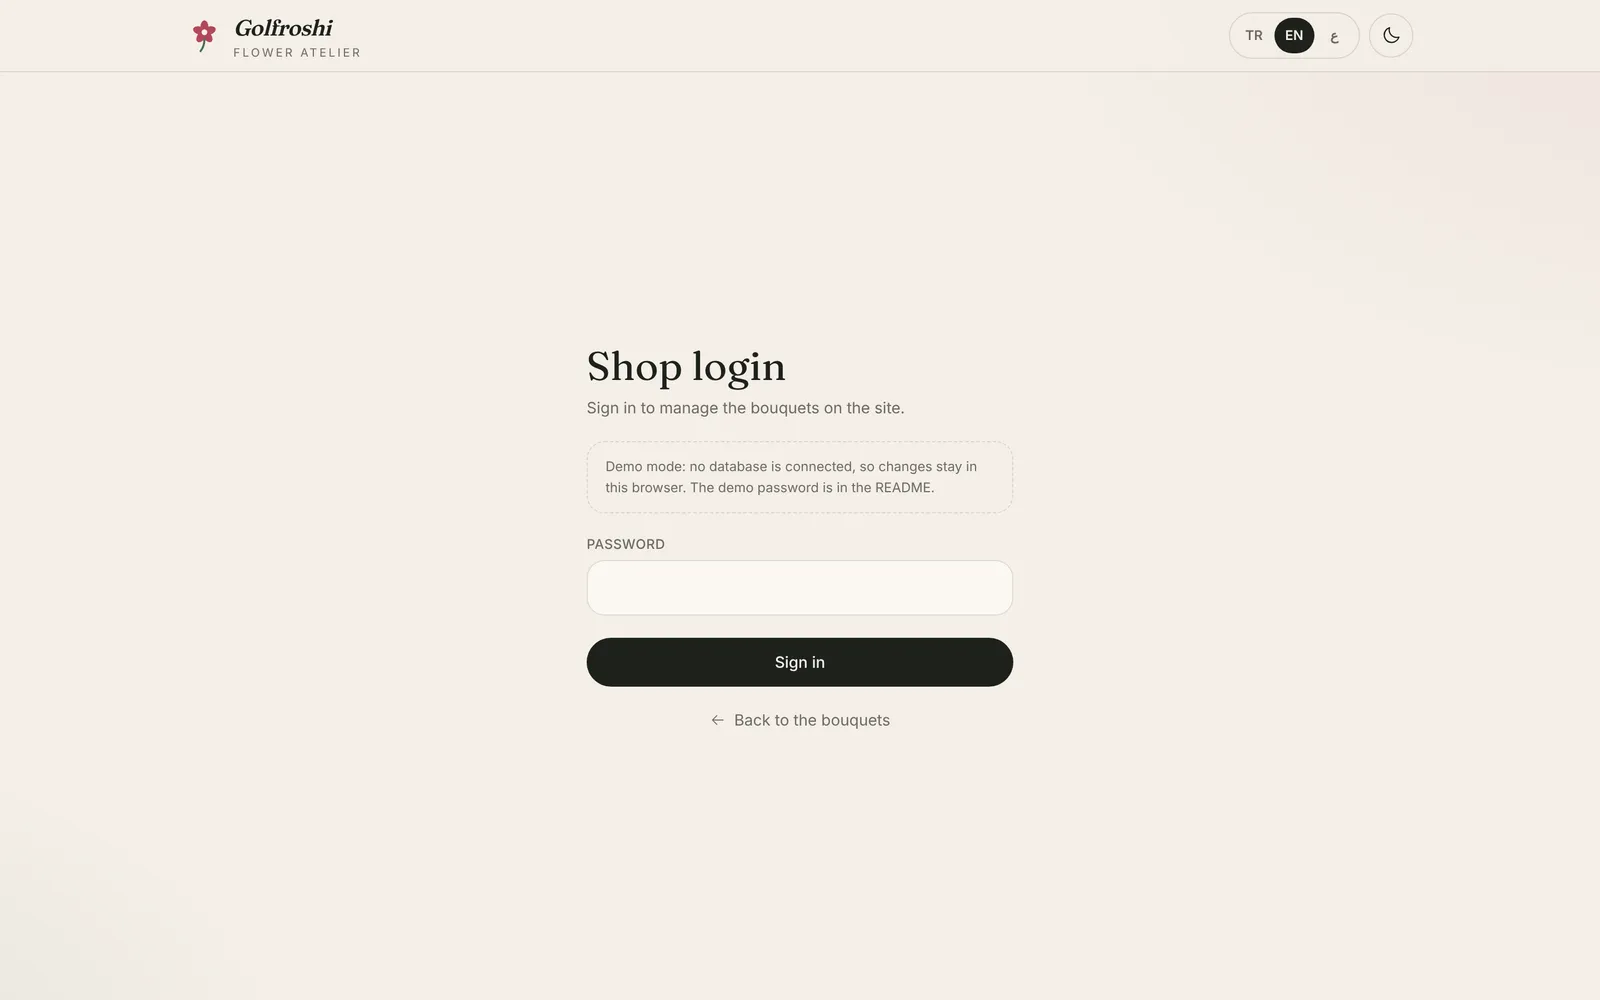 Golfroshi
FLOWER ATELIER
TR EN ع
Shop login
Sign in to manage the bouquets on the site.
Demo mode: no database is connected, so changes stay in
this browser. The demo password is in the README.
PASSWORD
Sign in
← Back to the bouquets